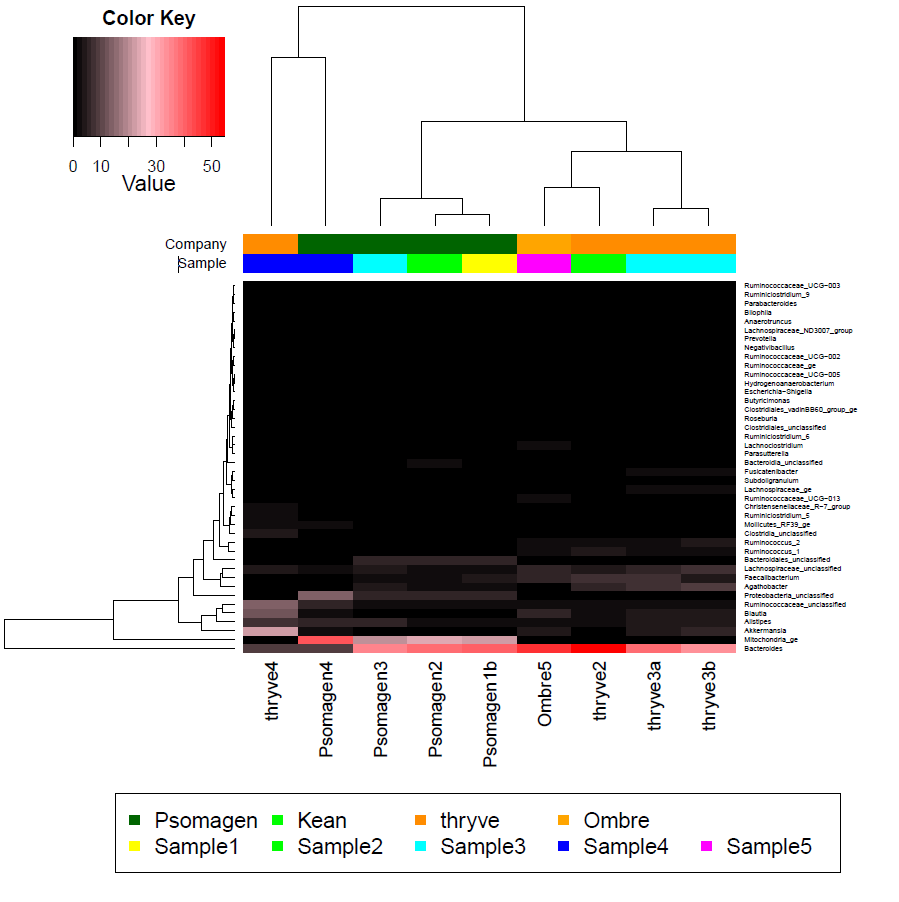 Color Key
0 10 30 50
Value
Company
Sample
Ruminococcaceae_UCG-003
Ruminiclostridium_9
Parabacteroides
Bilophila
Anaerotruncus
Lachnospiraceae_ND3007_group
Prevotella
Negativibacillus
Ruminococcaceae_UCG-002
Ruminococcaceae_ge
Ruminococcaceae_UCG-005
Hydrogenoanaerobacterium
Escherichia-Shigella
Butyricimonas
Clostridiales_vadinBB60_group_ge
Roseburia
Clostridiales_unclassified
Ruminiclostridium_6
Lachnoclostridium
Parasutterella
Bacteroidia_unclassified
Fusicatenibacter
Subdoligranulum
Lachnospiraceae_ge
Ruminococcaceae_UCG-013
Christensenellaceae_R-7_group
Ruminiclostridium_5
Mollicutes_RF39_ge
Clostridia_unclassified
Ruminococcus_2
Ruminococcus_1
Bacteroidales_unclassified
Lachnospiraceae_unclassified
Faecalibacterium
Agathobacter
Proteobacteria_unclassified
Ruminococcaceae_unclassified
Blautia
Alistipes
Akkermansia
Mitochondria_ge
Bacteroides
thryve4
Psomagen4
Psomagen3
Psomagen2
Psomagen1b
Ombre5
thryve2
thryve3a
thryve3b
Psomagen Kean thryve Ombre
Sample1 Sample2 Sample3 Sample4 Sample5